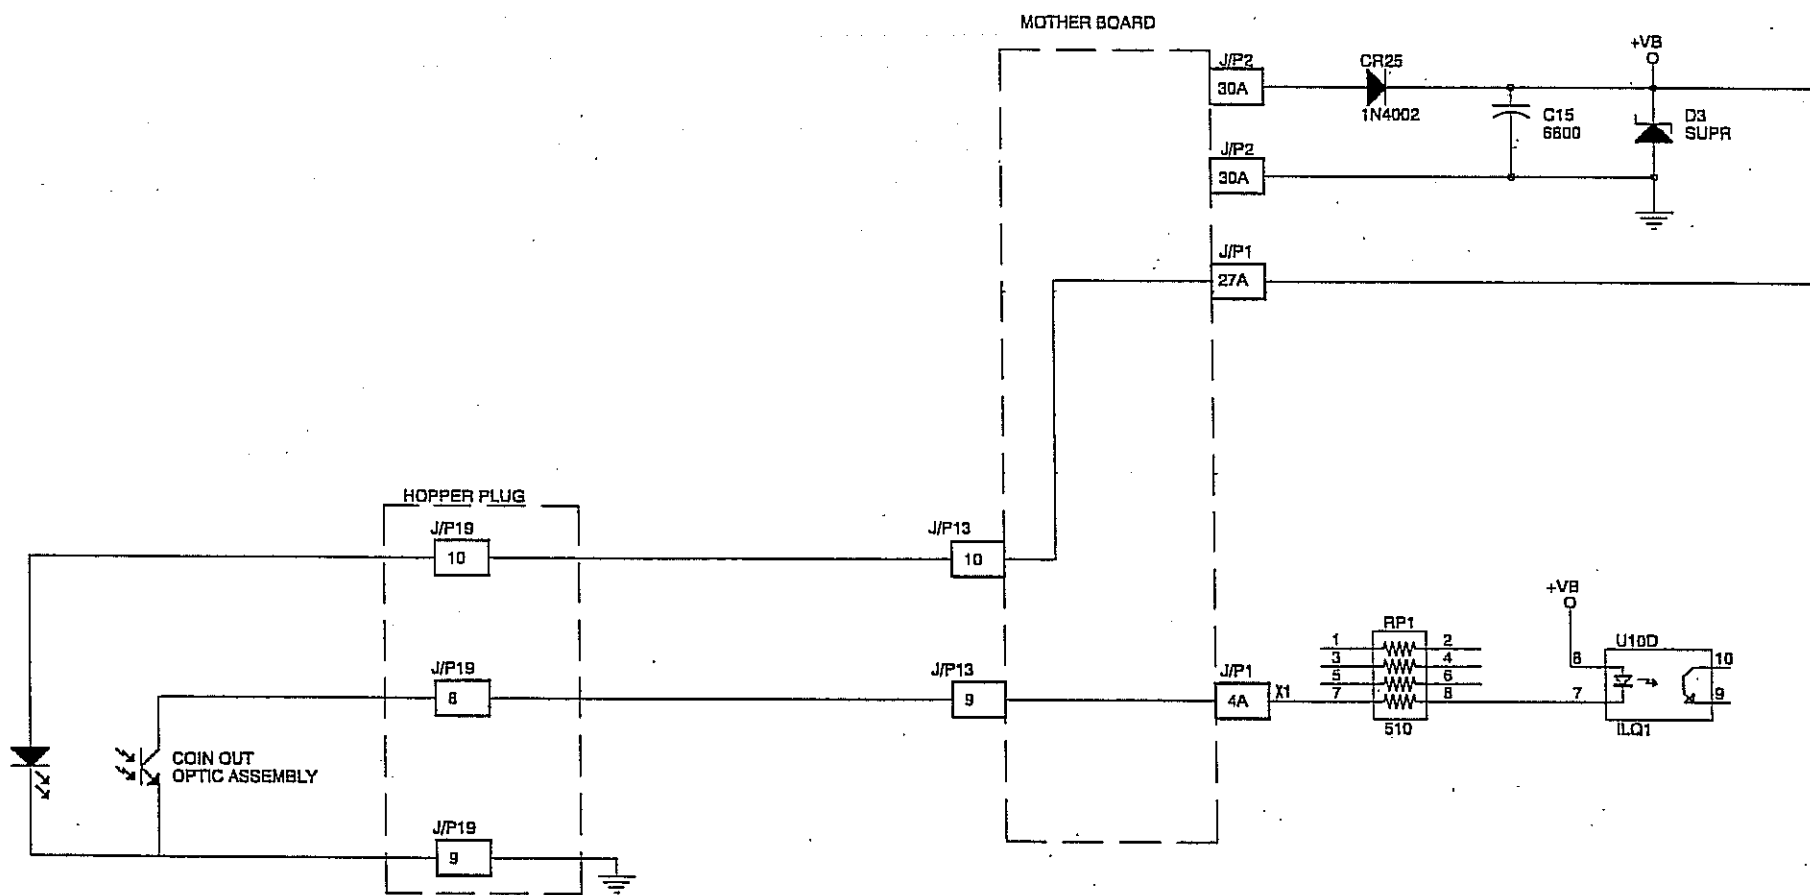 MOTHER BOARD
J/P2
30A
CR25
1N4002
+VB
C15
6600
D3
SUPR
J/P2
30A
J/P1
27A
HOPPER PLUG
J/P19
10
J/P13
10
J/P19
8
J/P13
9
J/P1
4A
X1
RP1
1 2
3 4
5 6
7 8
510
+VB
U10D
8
7
10
9
ILQ1
COIN OUT
OPTIC ASSEMBLY
J/P19
9